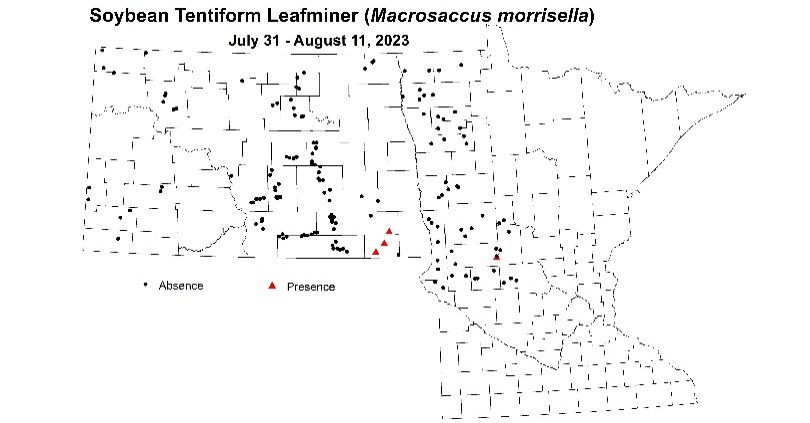 Soybean Tentiform Leafminer (Macrosaccus morrisella)
July 31 - August 11, 2023
Absence
Presence